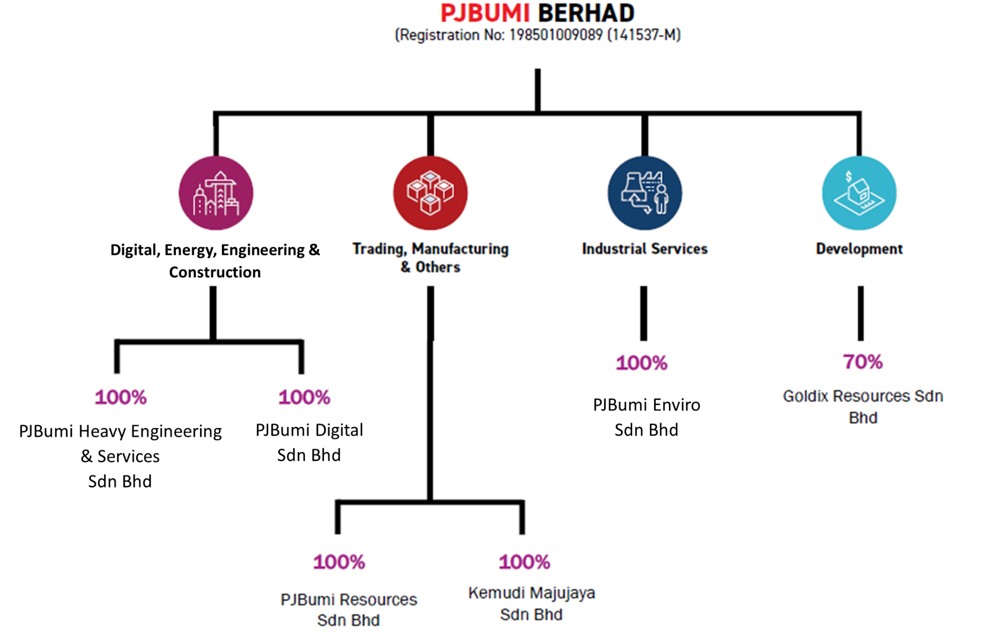 PJBUMI BERHAD
(Registration No: 198501009089 (141537-M)
$
Digital, Energy, Engineering &
Construction
Trading, Manufacturing
& Others
Industrial Services
Development
100%
PJBumi Heavy Engineering
& Services
Sdn Bhd
100%
PJBumi Digital
Sdn Bhd
100%
PJBumi Resources
Sdn Bhd
100%
Kemudi Majujaya
Sdn Bhd
100%
PJBumi Enviro
Sdn Bhd
70%
Goldix Resources Sdn
Bhd